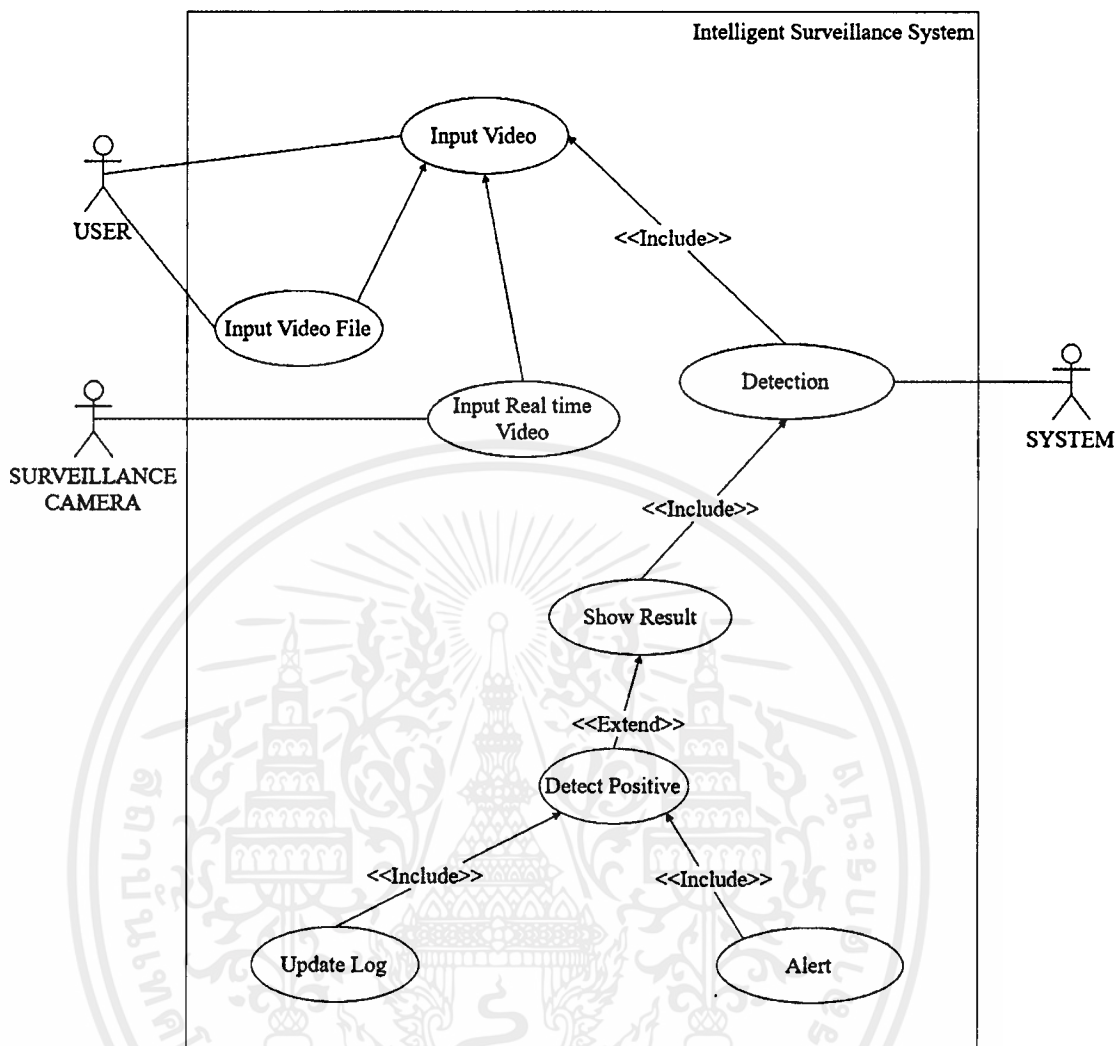 Intelligent Surveillance System
Input Video
USER
<<Include>>
Input Video File
Detection
Input Real time
Video
SYSTEM
SURVEILLANCE
CAMERA
<<Include>>
Show Result
<<Extend>>
Detect Positive
<<Include>>
<<Include>>
Update Log
Alert